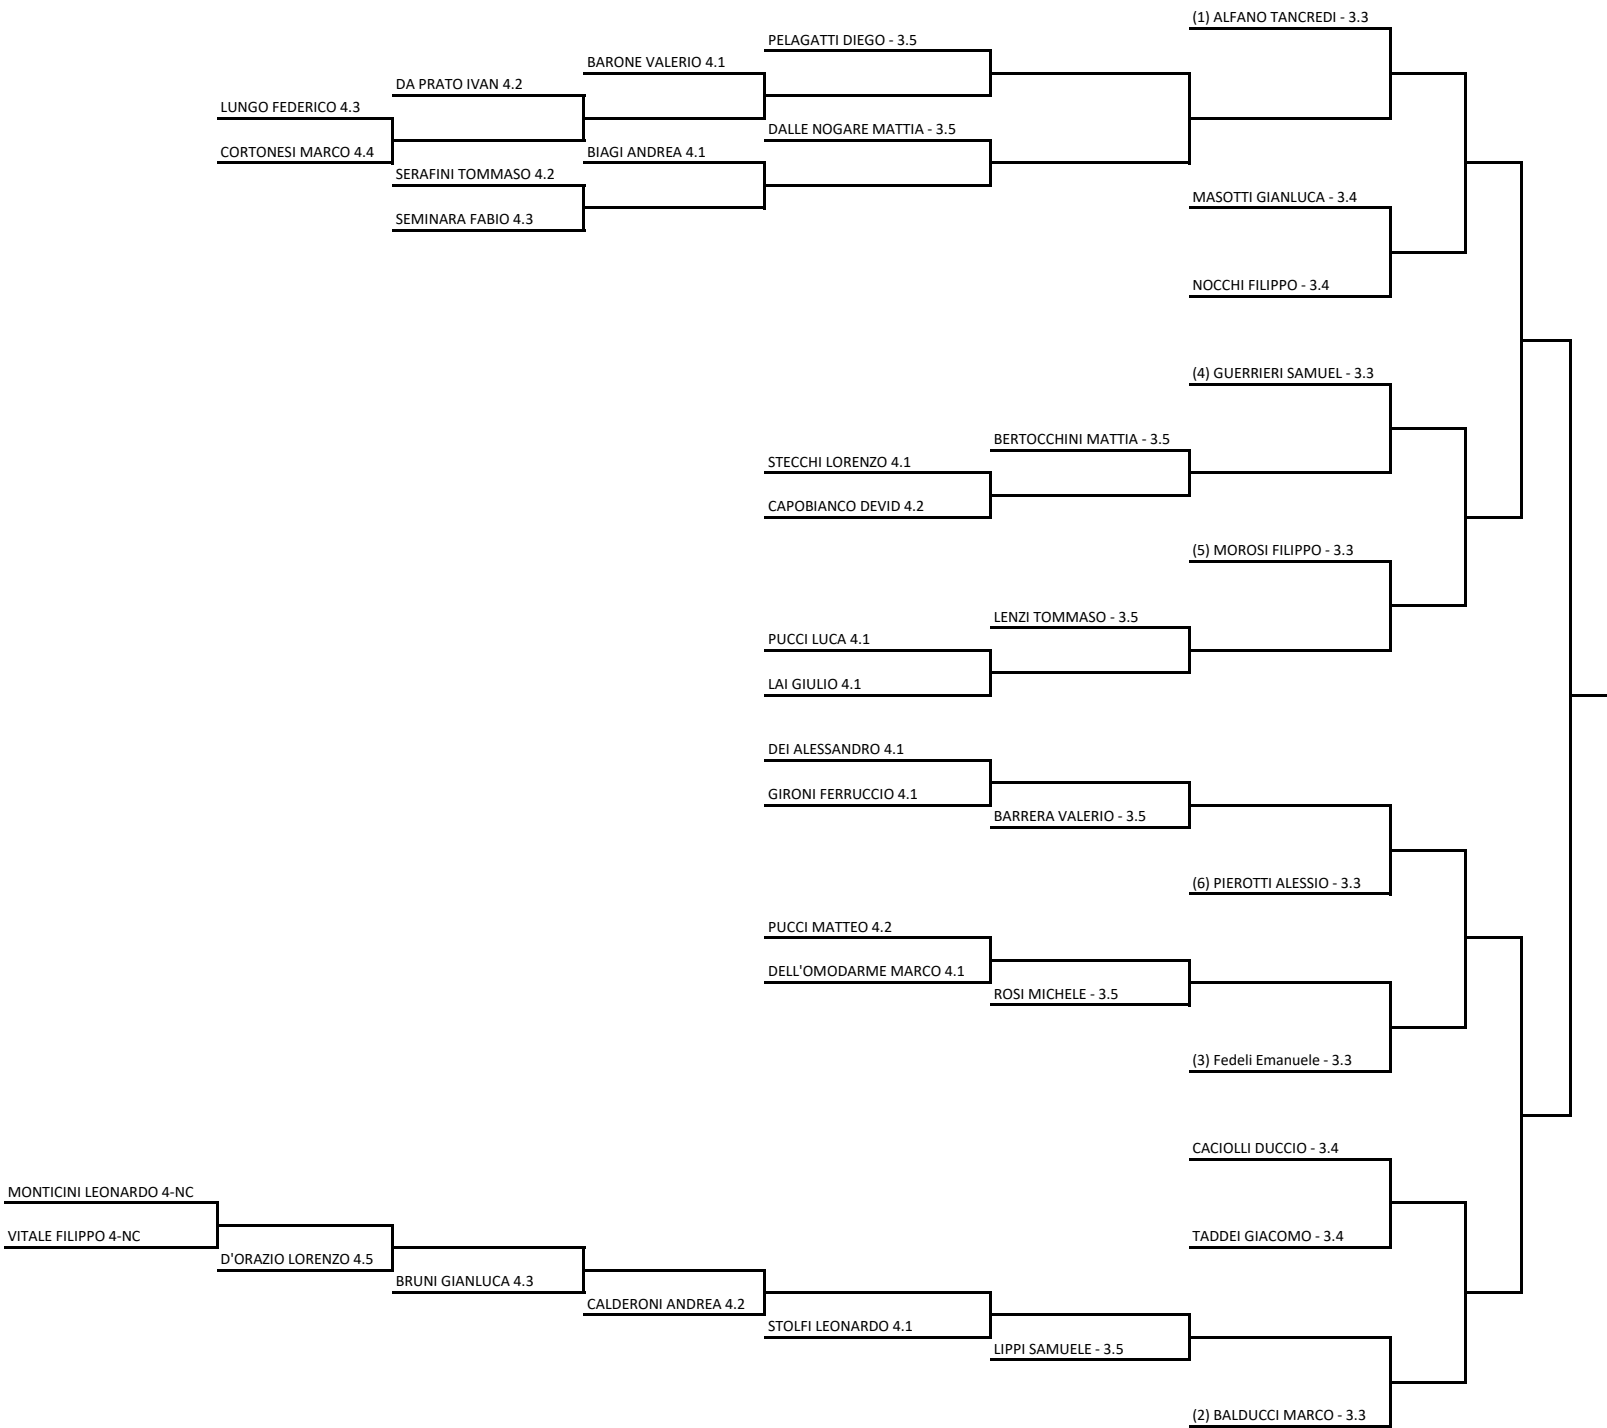 (1) ALFANO TANCREDI - 3.3
PELAGATTI DIEGO - 3.5
BARONE VALERIO 4.1
DA PRATO IVAN 4.2
LUNGO FEDERICO 4.3
DALLE NOGARE MATTIA - 3.5
CORTONESI MARCO 4.4
BIAGI ANDREA 4.1
SERAFINI TOMMASO 4.2
MASOTTI GIANLUCA - 3.4
SEMINARA FABIO 4.3
NOCCHI FILIPPO - 3.4
(4) GUERRIERI SAMUEL - 3.3
BERTOCCHINI MATTIA - 3.5
STECCHI LORENZO 4.1
CAPOBIANCO DEVID 4.2
(5) MOROSI FILIPPO - 3.3
LENZI TOMMASO - 3.5
PUCCI LUCA 4.1
LAI GIULIO 4.1
DEI ALESSANDRO 4.1
GIRONI FERRUCCIO 4.1
BARRERA VALERIO - 3.5
(6) PIEROTTI ALESSIO - 3.3
PUCCI MATTEO 4.2
DELL'OMODARME MARCO 4.1
ROSI MICHELE - 3.5
(3) Fedeli Emanuele - 3.3
CACIOLLI DUCCIO - 3.4
MONTICINI LEONARDO 4-NC
VITALE FILIPPO 4-NC
TADDEI GIACOMO - 3.4
D'ORAZIO LORENZO 4.5
BRUNI GIANLUCA 4.3
CALDERONI ANDREA 4.2
STOLFI LEONARDO 4.1
LIPPI SAMUELE - 3.5
(2) BALDUCCI MARCO - 3.3